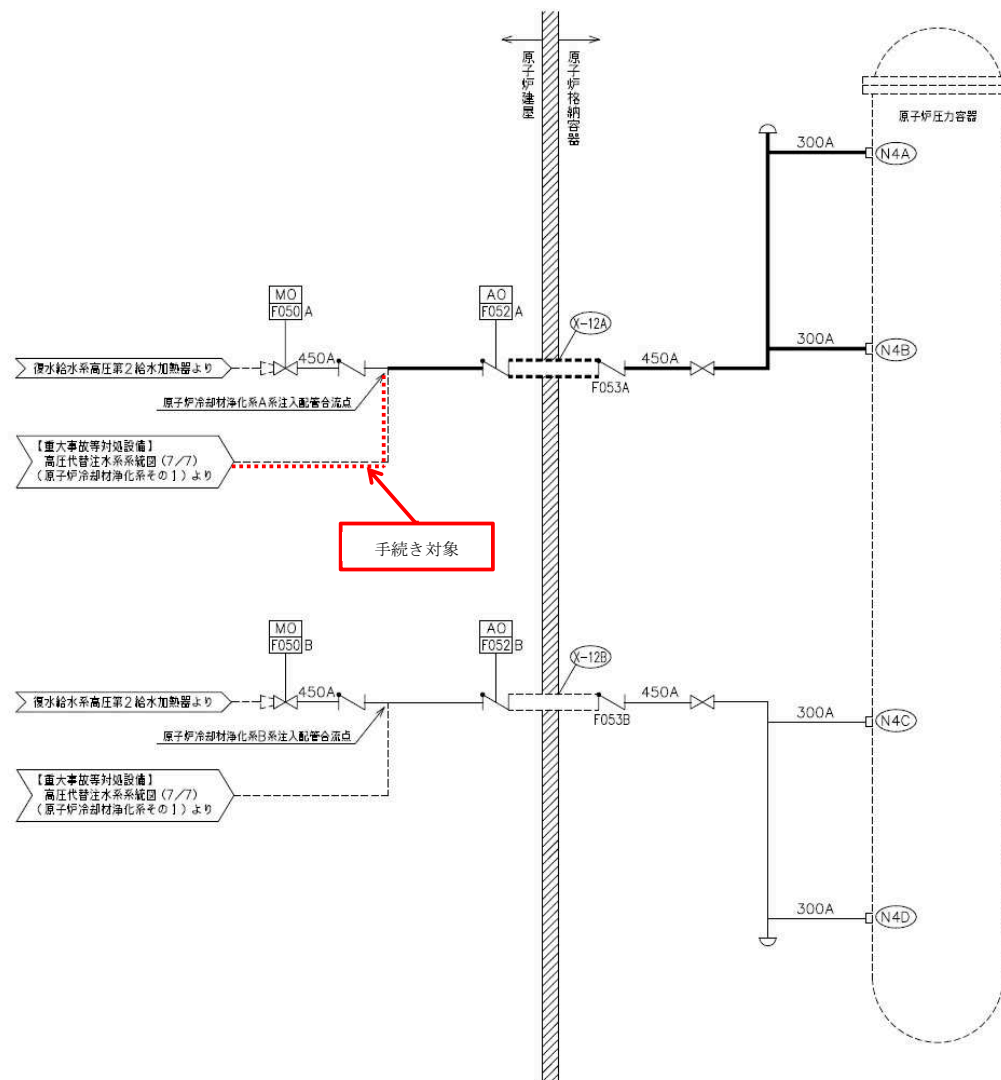 原子炉建屋
原子炉格納容器
原子炉圧力容器
300A
N4A
MO
F050 A
AO
F052 A
X-12A
300A
N4B
復水給水系高圧第2給水加熱器より
450A
450A
F053A
原子炉冷却材浄化系A系注入配管合流点
【重大事故等対処設備】
高圧代替注水系系統図(7/7)
(原子炉冷却材浄化系その1)より
手続き対象
MO
F050 B
AO
F052 B
X-12B
復水給水系高圧第2給水加熱器より
450A
450A
F053B
300A
N4C
原子炉冷却材浄化系B系注入配管合流点
【重大事故等対処設備】
高圧代替注水系系統図(7/7)
(原子炉冷却材浄化系その1)より
300A
N4D